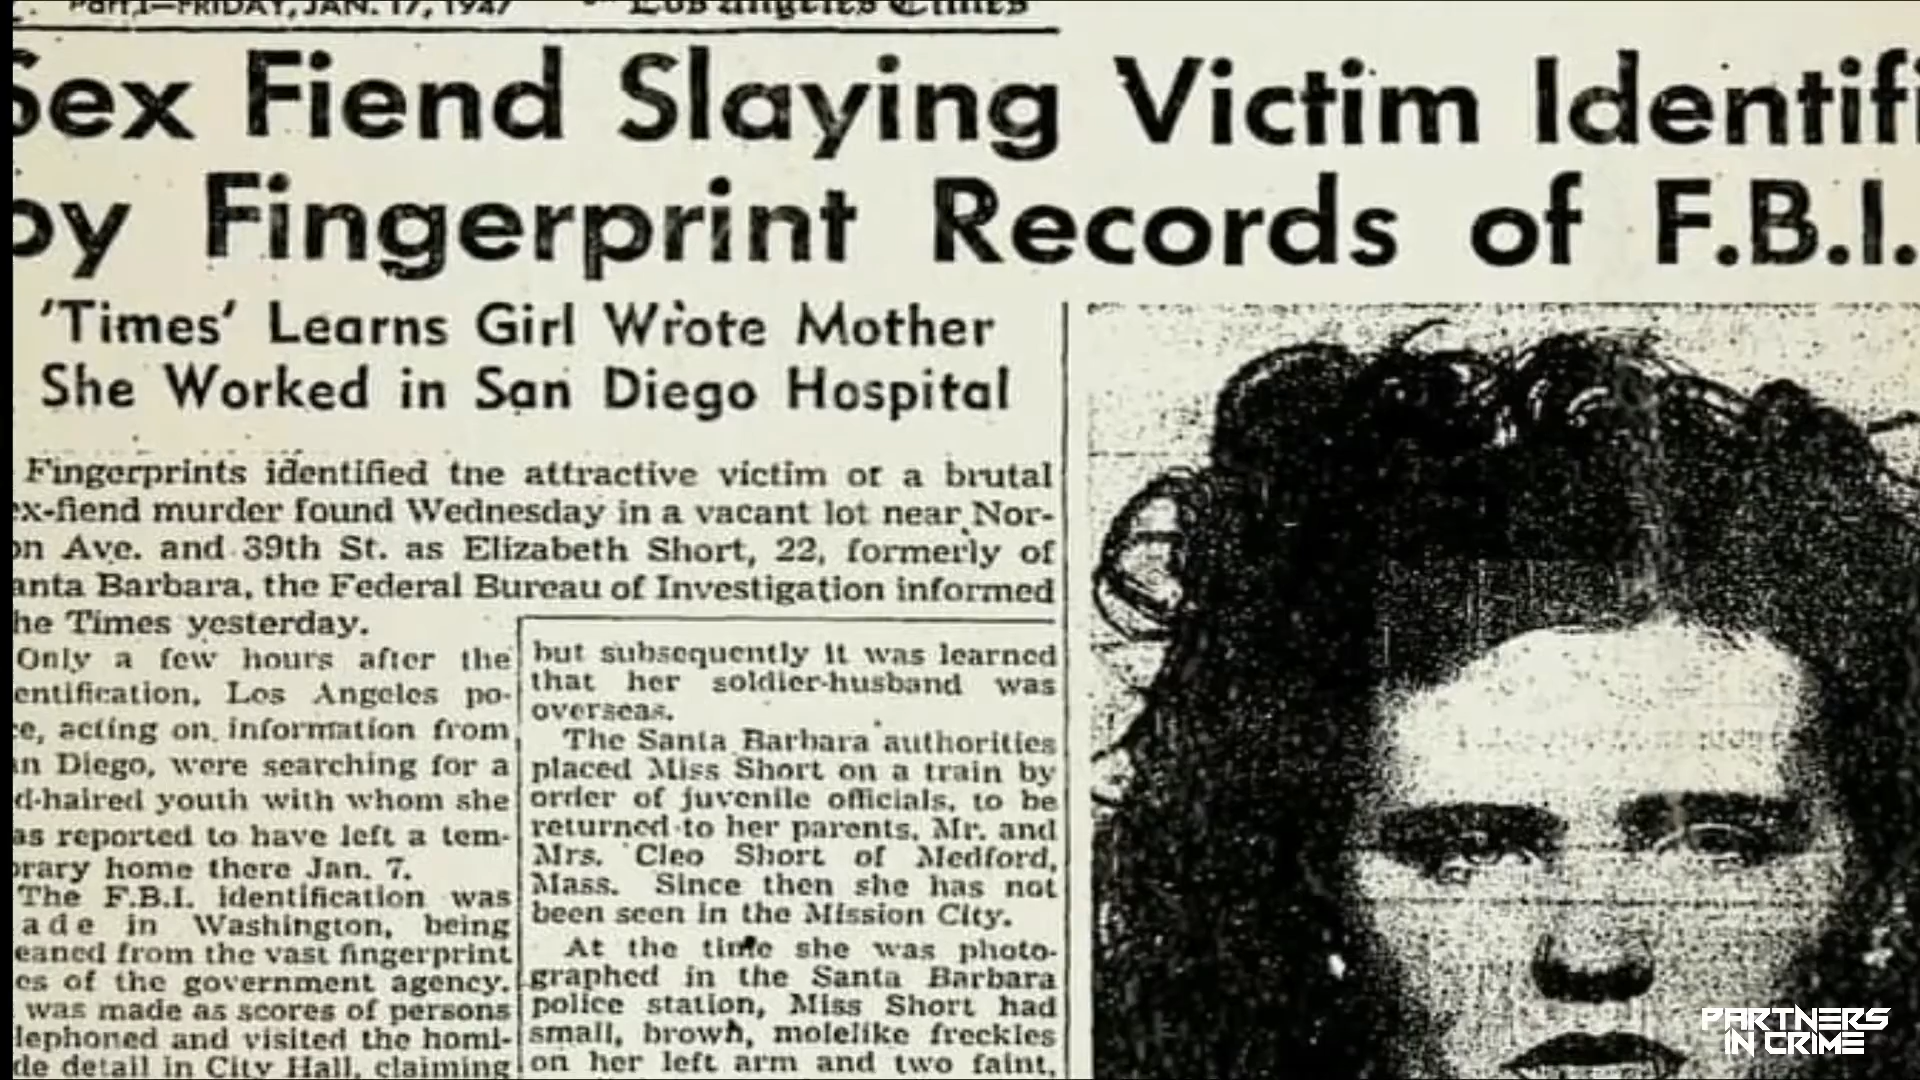 Part I—FRIDAY, JAN. 17, 1947
Los Angeles Times
Sex Fiend Slaying Victim Identifi
by Fingerprint Records of F.B.I.
'Times' Learns Girl Wrote Mother
She Worked in San Diego Hospital
Fingerprints identified the attractive victim of a brutal
ex-fiend murder found Wednesday in a vacant lot near Nor-
on Ave. and 39th St. as Elizabeth Short, 22, formerly of
anta Barbara, the Federal Bureau of Investigation informed
he Times yesterday.
Only a few hours after the
entification, Los Angeles po-
ce, acting on information from
an Diego, were searching for a
d-haired youth with whom she
as reported to have left a tem-
orary home there Jan. 7.
The F.B.I. identification was
ade in Washington, being
eaned from the vast fingerprint
es of the government agency.
was made as scores of persons
lephoned and visited the homi-
de detail in City Hall, claiming
but subsequently it was learned
that her soldier-husband was
overseas.
The Santa Barbara authorities
placed Miss Short on a train by
order of juvenile officials, to be
returned to her parents, Mr. and
Mrs. Cleo Short of Medford,
Mass. Since then she has not
been seen in the Mission City.
At the time she was photo-
graphed in the Santa Barbara
police station, Miss Short had
small, brown, molelike freckles
on her left arm and two faint,
PARTNERS
IN CRIME